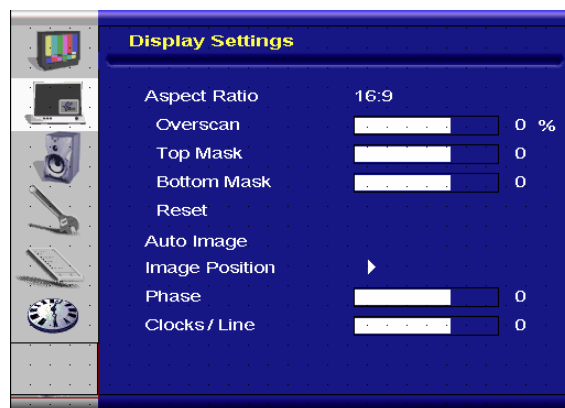 Display Settings
Aspect Ratio 16:9
Overscan 0 %
Top Mask 0
Bottom Mask 0
Reset
Auto Image
Image Position
Phase 0
Clocks / Line 0